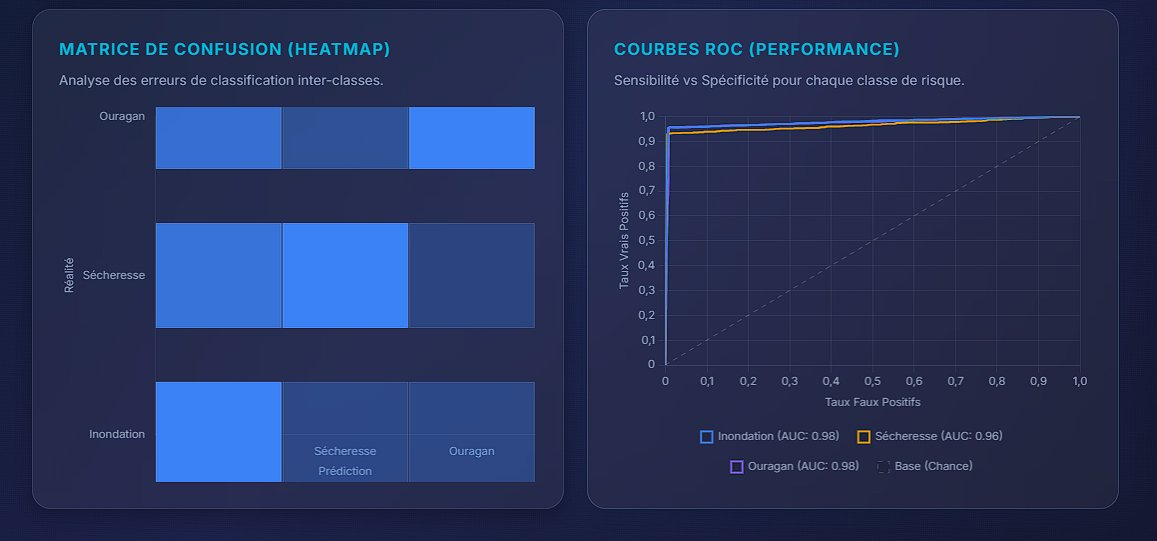 MATRICE DE CONFUSION (HEATMAP)
Analyse des erreurs de classification inter-classes.
Ouragan
Réalité
Sécheresse
Inondation
Sécheresse
Ouragan
Prédiction
COURBES ROC (PERFORMANCE)
Sensibilité vs Spécificité pour chaque classe de risque.
Taux Vrais Positifs
1,0
0,9
0,8
0,7
0,6
0,5
0,4
0,3
0,2
0,1
0
0 0,1 0,2 0,3 0,4 0,5 0,6 0,7 0,8 0,9 1,0
Taux Faux Positifs
Inondation (AUC: 0.98) Sécheresse (AUC: 0.96)
Ouragan (AUC: 0.98) Base (Chance)